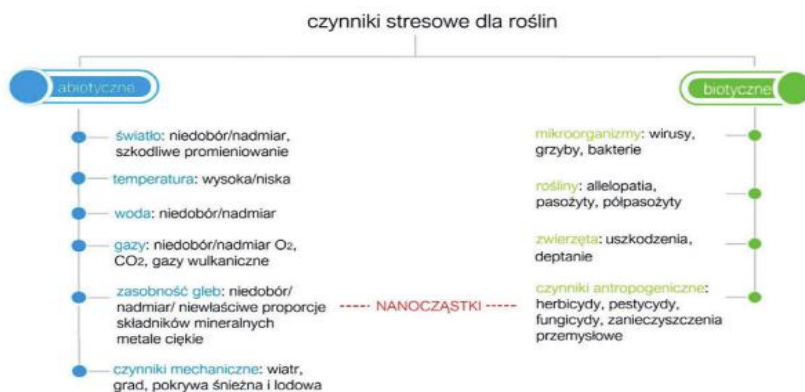 czynniki stresowe dla roślin
abiotyczne
światło: niedobór/nadmiar,
szkodliwe promieniowanie
temperatura: wysoka/niska
woda: niedobór/nadmiar
gazy: niedobór/nadmiar O2,
CO2, gazy wulkaniczne
zasobność gleb: niedobór/
nadmiar/ niewłaściwe proporcje
składników mineralnych
metale ciękie
czynniki mechaniczne: wiatr,
grad, pokrywa śnieżna i lodowa
NANOCZĄSTKI
biotyczne
mikroorganizmy: wirusy,
grzyby, bakterie
rośliny: allelopatia,
pasożyty, półpasożyty
zwierzęta: uszkodzenia,
deptanie
czynniki antropogeniczne:
herbicydy, pestycydy,
fungicydy, zanieczyszczenia
przemysłowe